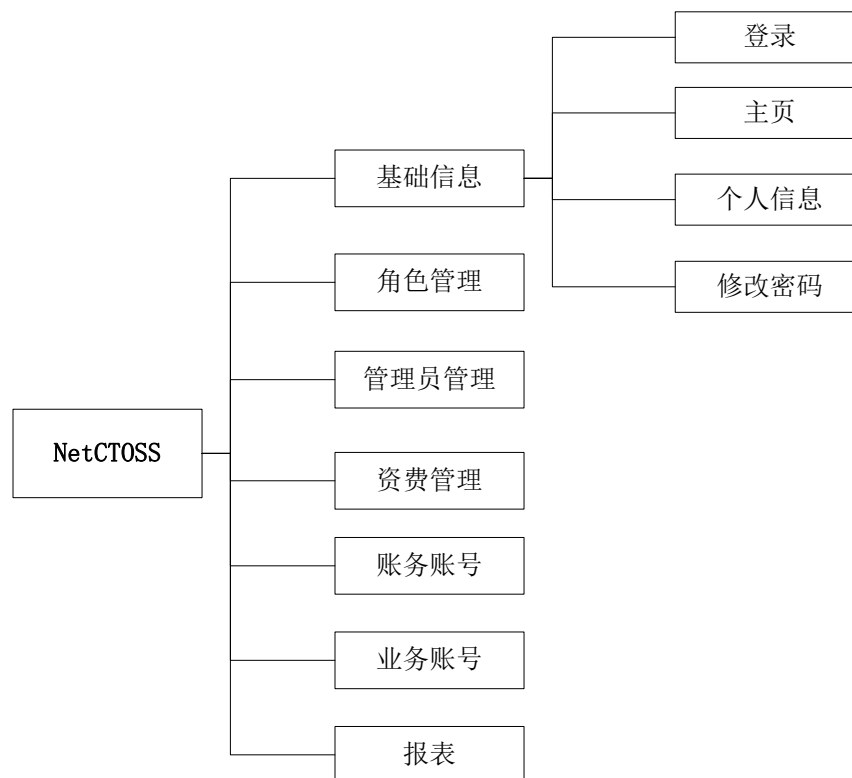 NetCTOSS
基础信息
登录
主页
个人信息
修改密码
角色管理
管理员管理
资费管理
账务账号
业务账号
报表